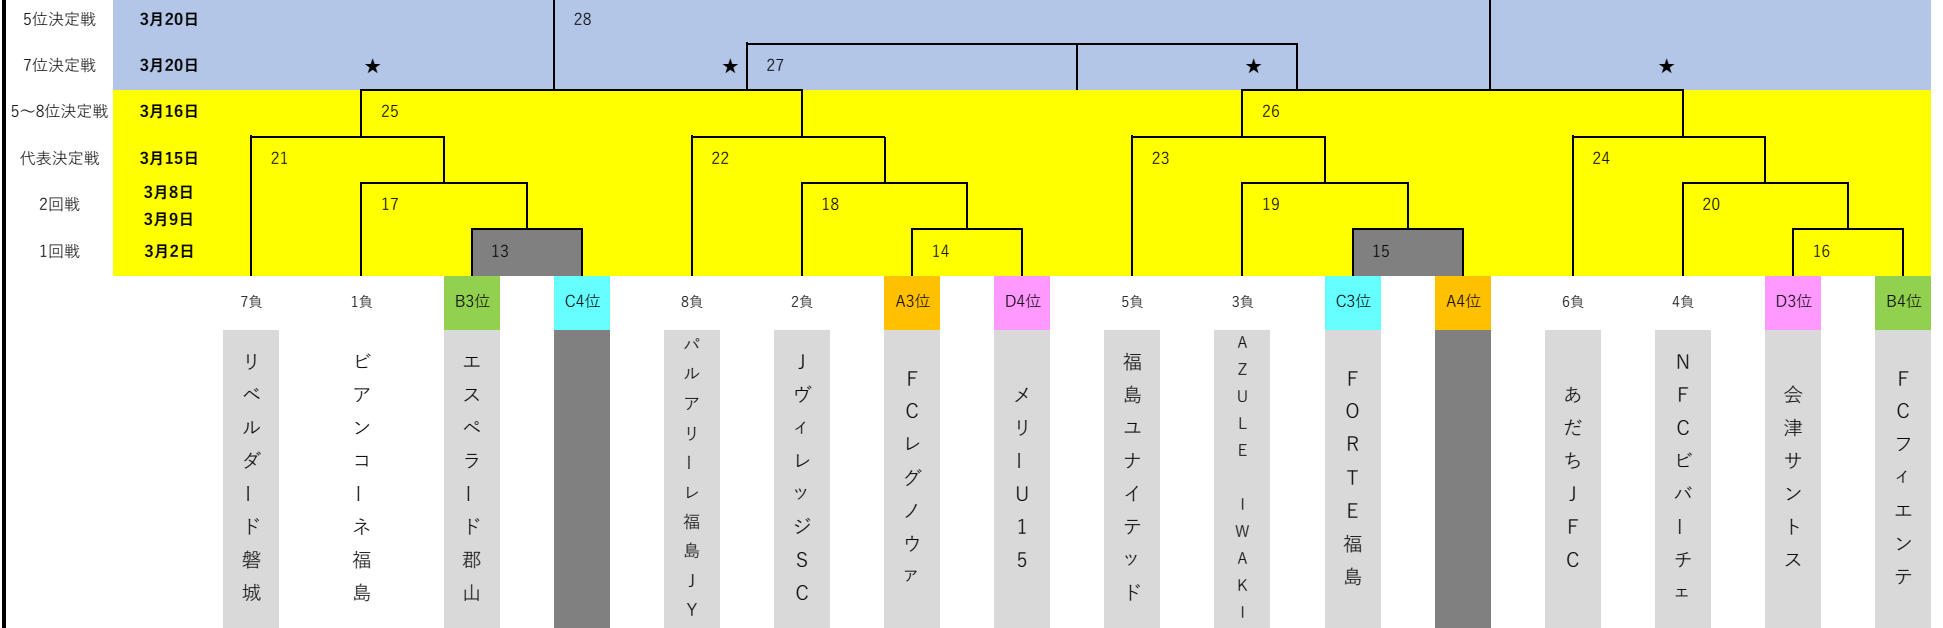 5位決定戦 3月20日 28
7位決定戦 3月20日 ★ ★ 27 ★ ★
5～8位決定戦 3月16日 25 26
代表決定戦 3月15日 21 22 23 24
2回戦 3月8日 3月9日 17 18 19 20
1回戦 3月2日 13 14 15 16
7負 1負 B3位 C4位 8負 2負 A3位 D4位 5負 3負 C3位 A4位 6負 4負 D3位 B4位
リベルダード磐城
ビアンコーネ福島
エスペラード郡山
パルアリーレ福島JY
JヴィレッジSC
FCレグノウァ
メリーU15
福島ユナイテッド
AZULE IWAKI
FORTE福島
あだちJFC
NFCビバーチェ
会津サントス
FCフィエンテ